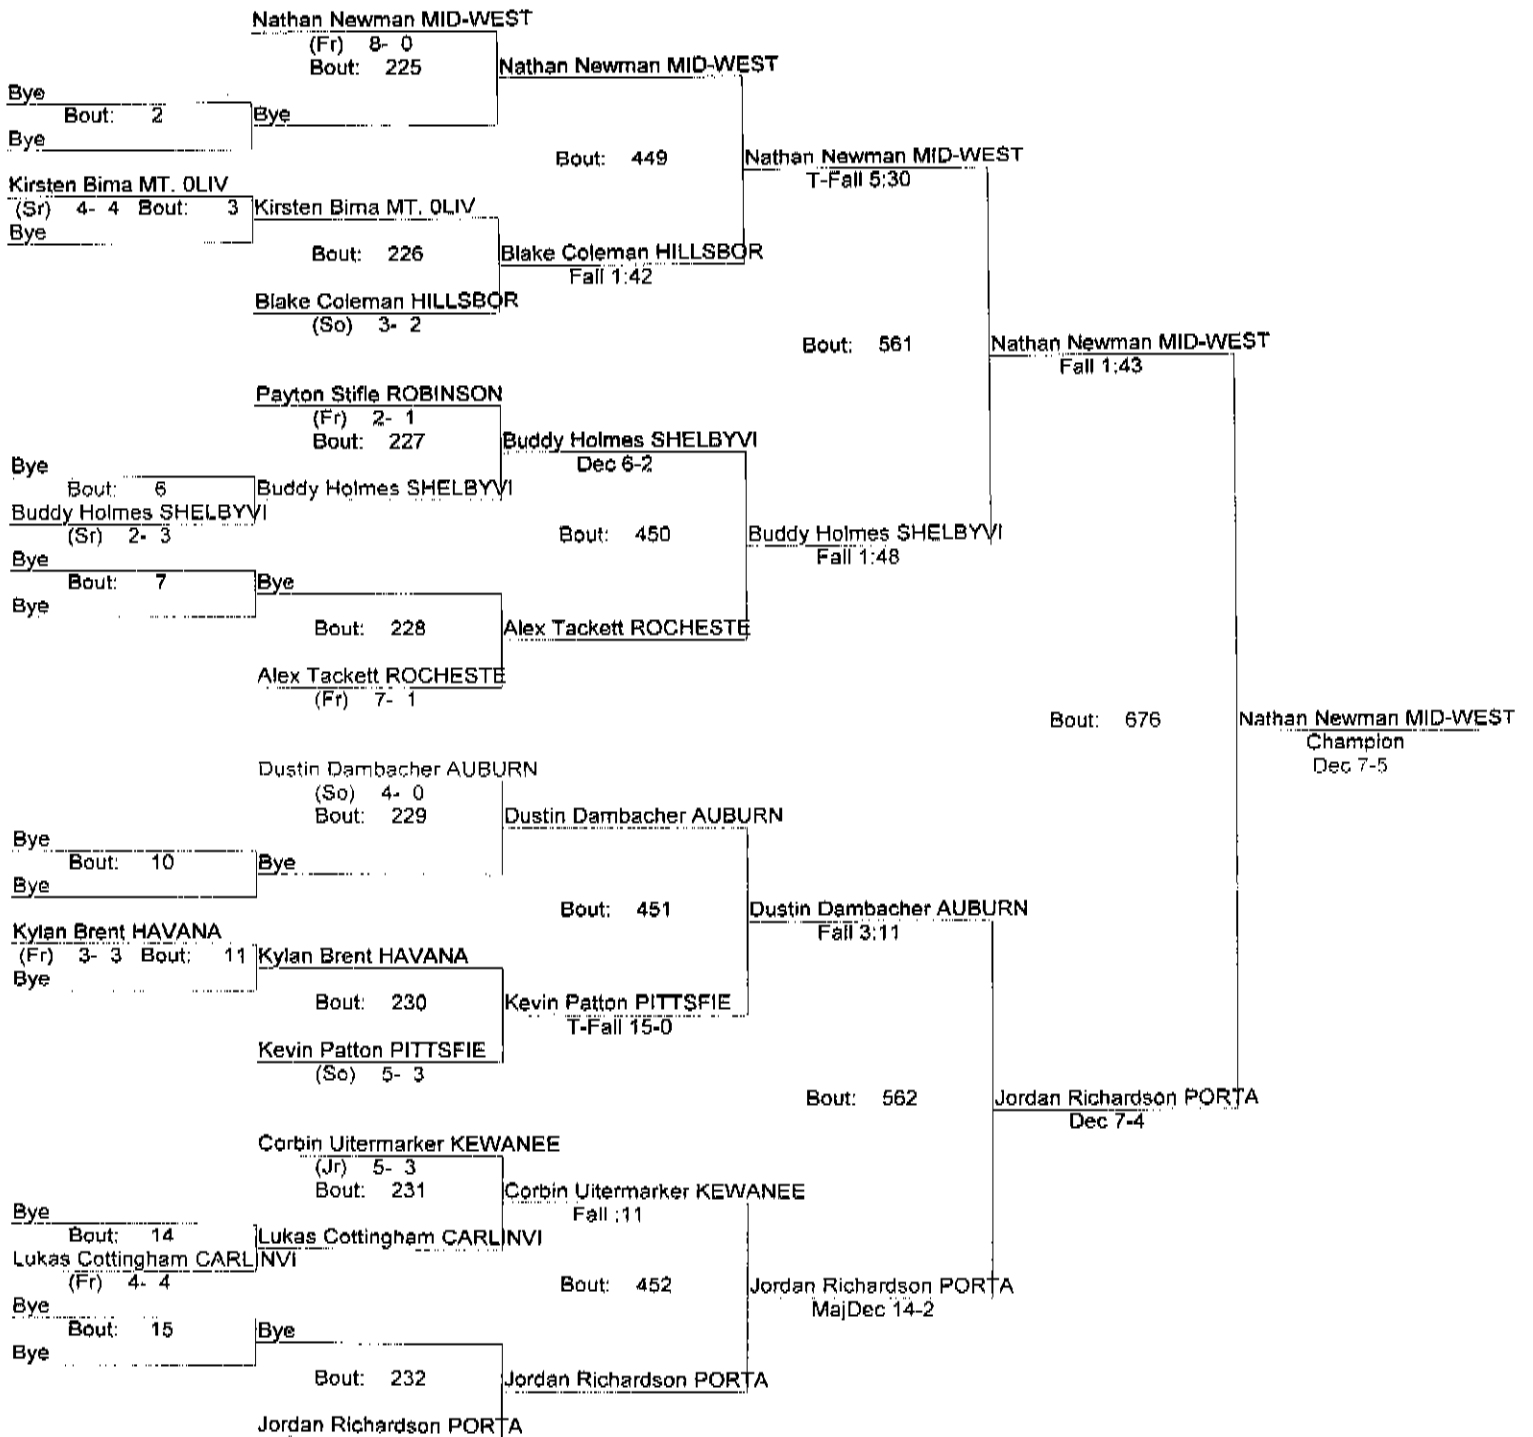 Nathan Newman MID-WEST
(Fr) 8- 0
Bout: 225
Nathan Newman MID-WEST
Bye
Bout: 2
Bye
Bye
Bout: 449
Nathan Newman MID-WEST
T-Fall 5:30
Kirsten Bima MT. OLIV
(Sr) 4- 4 Bout: 3
Kirsten Bima MT. OLIV
Bye
Bout: 226
Blake Coleman HILLSBOR
Fall 1:42
Blake Coleman HILLSBOR
(So) 3- 2
Bout: 561
Nathan Newman MID-WEST
Fall 1:43
Payton Stifle ROBINSON
(Fr) 2- 1
Bout: 227
Buddy Holmes SHELBYVI
Dec 6-2
Bye
Bout: 6
Buddy Holmes SHELBYVI
Buddy Holmes SHELBYVI
(Sr) 2- 3
Bout: 450
Buddy Holmes SHELBYVI
Fall 1:48
Bye
Bout: 7
Bye
Bye
Bout: 228
Alex Tackett ROCHESTE
Alex Tackett ROCHESTE
(Fr) 7- 1
Bout: 676
Nathan Newman MID-WEST
Champion
Dec 7-5
Dustin Dambacher AUBURN
(So) 4- 0
Bout: 229
Dustin Dambacher AUBURN
Bye
Bout: 10
Bye
Bye
Bout: 451
Dustin Dambacher AUBURN
Fall 3:11
Kylan Brent HAVANA
(Fr) 3- 3 Bout: 11
Kylan Brent HAVANA
Bye
Bout: 230
Kevin Patton PITTSFIE
T-Fall 15-0
Kevin Patton PITTSFIE
(So) 5- 3
Bout: 562
Jordan Richardson PORTA
Dec 7-4
Corbin Uitermarker KEWANEE
(Jr) 5- 3
Bout: 231
Corbin Uitermarker KEWANEE
Fall :11
Bye
Bout: 14
Lukas Cottingham CARLINVI
Lukas Cottingham CARLINVI
(Fr) 4- 4
Bout: 452
Jordan Richardson PORTA
MajDec 14-2
Bye
Bout: 15
Bye
Bye
Bout: 232
Jordan Richardson PORTA
Jordan Richardson PORTA